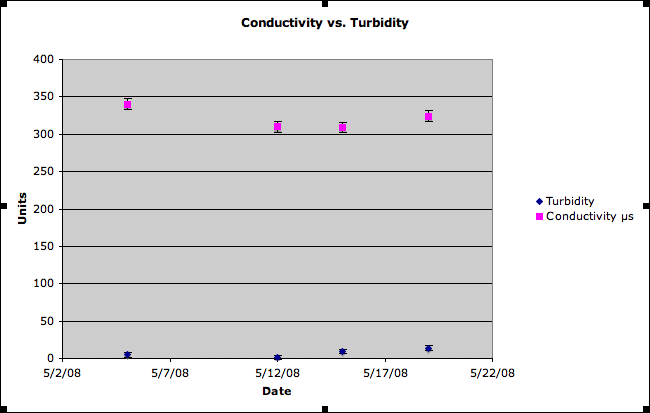 Conductivity vs. Turbidity
400
350
300
250
200
150
100
50
0
Units
5/2/08 5/7/08 5/12/08 5/17/08 5/22/08
Date
Turbidity
Conductivity µs